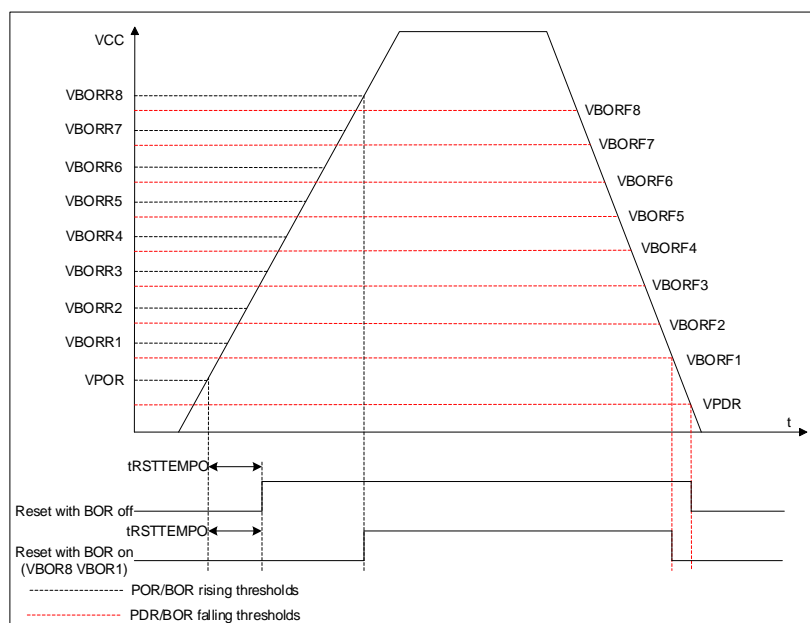 VCC
VBORR8
VBORF8
VBORR7
VBORF7
VBORR6
VBORF6
VBORR5
VBORF5
VBORR4
VBORF4
VBORR3
VBORF3
VBORR2
VBORF2
VBORR1
VBORF1
VPOR
VPDR
t
tRSTTEMPO
Reset with BOR off
tRSTTEMPO
Reset with BOR on
(VBOR8 VBOR1)
POR/BOR rising thresholds
PDR/BOR falling thresholds